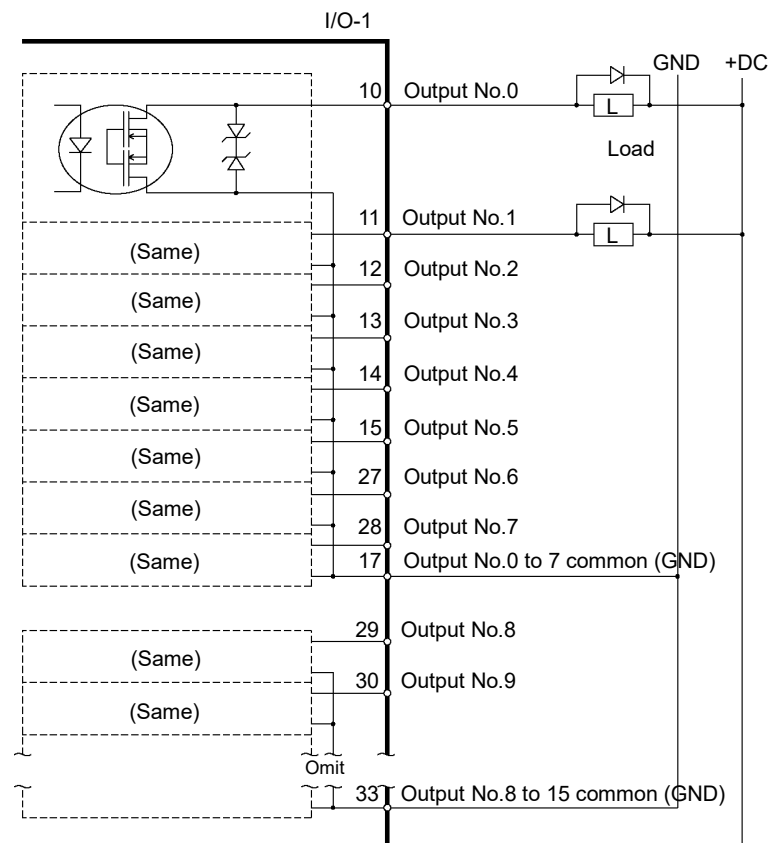 I/O-1
GND +DC
10 Output No.0
L
Load
11 Output No.1
L
(Same)
12 Output No.2
(Same)
13 Output No.3
(Same)
14 Output No.4
(Same)
15 Output No.5
(Same)
27 Output No.6
(Same)
28 Output No.7
(Same)
17 Output No.0 to 7 common (GND)
29 Output No.8
(Same)
30 Output No.9
(Same)
Omit
33 Output No.8 to 15 common (GND)